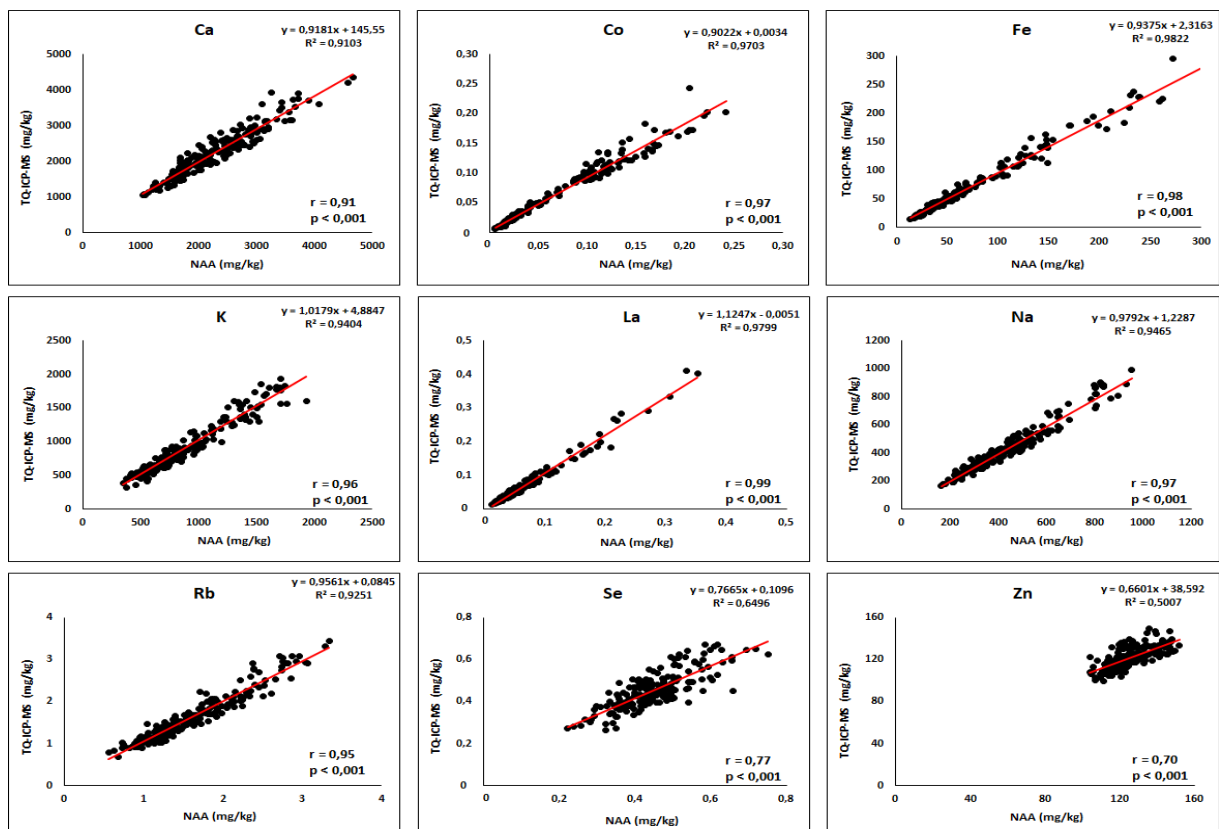 Ca
y = 0,9181x + 145,55
R² = 0,9103
TQ-ICP-MS (mg/kg)
5000
4000
3000
2000
1000
0
r = 0,91
p < 0,001
0 1000 2000 3000 4000 5000
NAA (mg/kg)
Co
y = 0,9022x + 0,0034
R² = 0,9703
TQ-ICP-MS (mg/kg)
0,30
0,25
0,20
0,15
0,10
0,05
0
r = 0,97
p < 0,001
0 0,05 0,10 0,15 0,20 0,25 0,30
NAA (mg/kg)
Fe
y = 0,9375x + 2,3163
R² = 0,9822
TQ-ICP-MS (mg/kg)
300
250
200
150
100
50
0
r = 0,98
p < 0,001
0 50 100 150 200 250 300
NAA (mg/kg)
K
y = 1,0179x + 4,8847
R² = 0,9404
TQ-ICP-MS (mg/kg)
2500
2000
1500
1000
500
0
r = 0,96
p < 0,001
0 500 1000 1500 2000 2500
NAA (mg/kg)
La
y = 1,1247x - 0,0051
R² = 0,9799
TQ-ICP-MS (mg/kg)
0,5
0,4
0,3
0,2
0,1
0
r = 0,99
p < 0,001
0 0,1 0,2 0,3 0,4 0,5
NAA (mg/kg)
Na
y = 0,9792x + 1,2287
R² = 0,9465
TQ-ICP-MS (mg/kg)
1200
1000
800
600
400
200
0
r = 0,97
p < 0,001
0 200 400 600 800 1000 1200
NAA (mg/kg)
Rb
y = 0,9561x + 0,0845
R² = 0,9251
TQ-ICP-MS (mg/kg)
4
3
2
1
0
r = 0,95
p < 0,001
0 1 2 3 4
NAA (mg/kg)
Se
y = 0,7665x + 0,1096
R² = 0,6496
TQ-ICP-MS (mg/kg)
0,8
0,6
0,4
0,2
0
r = 0,77
p < 0,001
0 0,2 0,4 0,6 0,8
NAA (mg/kg)
Zn
y = 0,6601x + 38,592
R² = 0,5007
TQ-ICP-MS (mg/kg)
160
120
80
40
0
r = 0,70
p < 0,001
0 40 80 120 160
NAA (mg/kg)